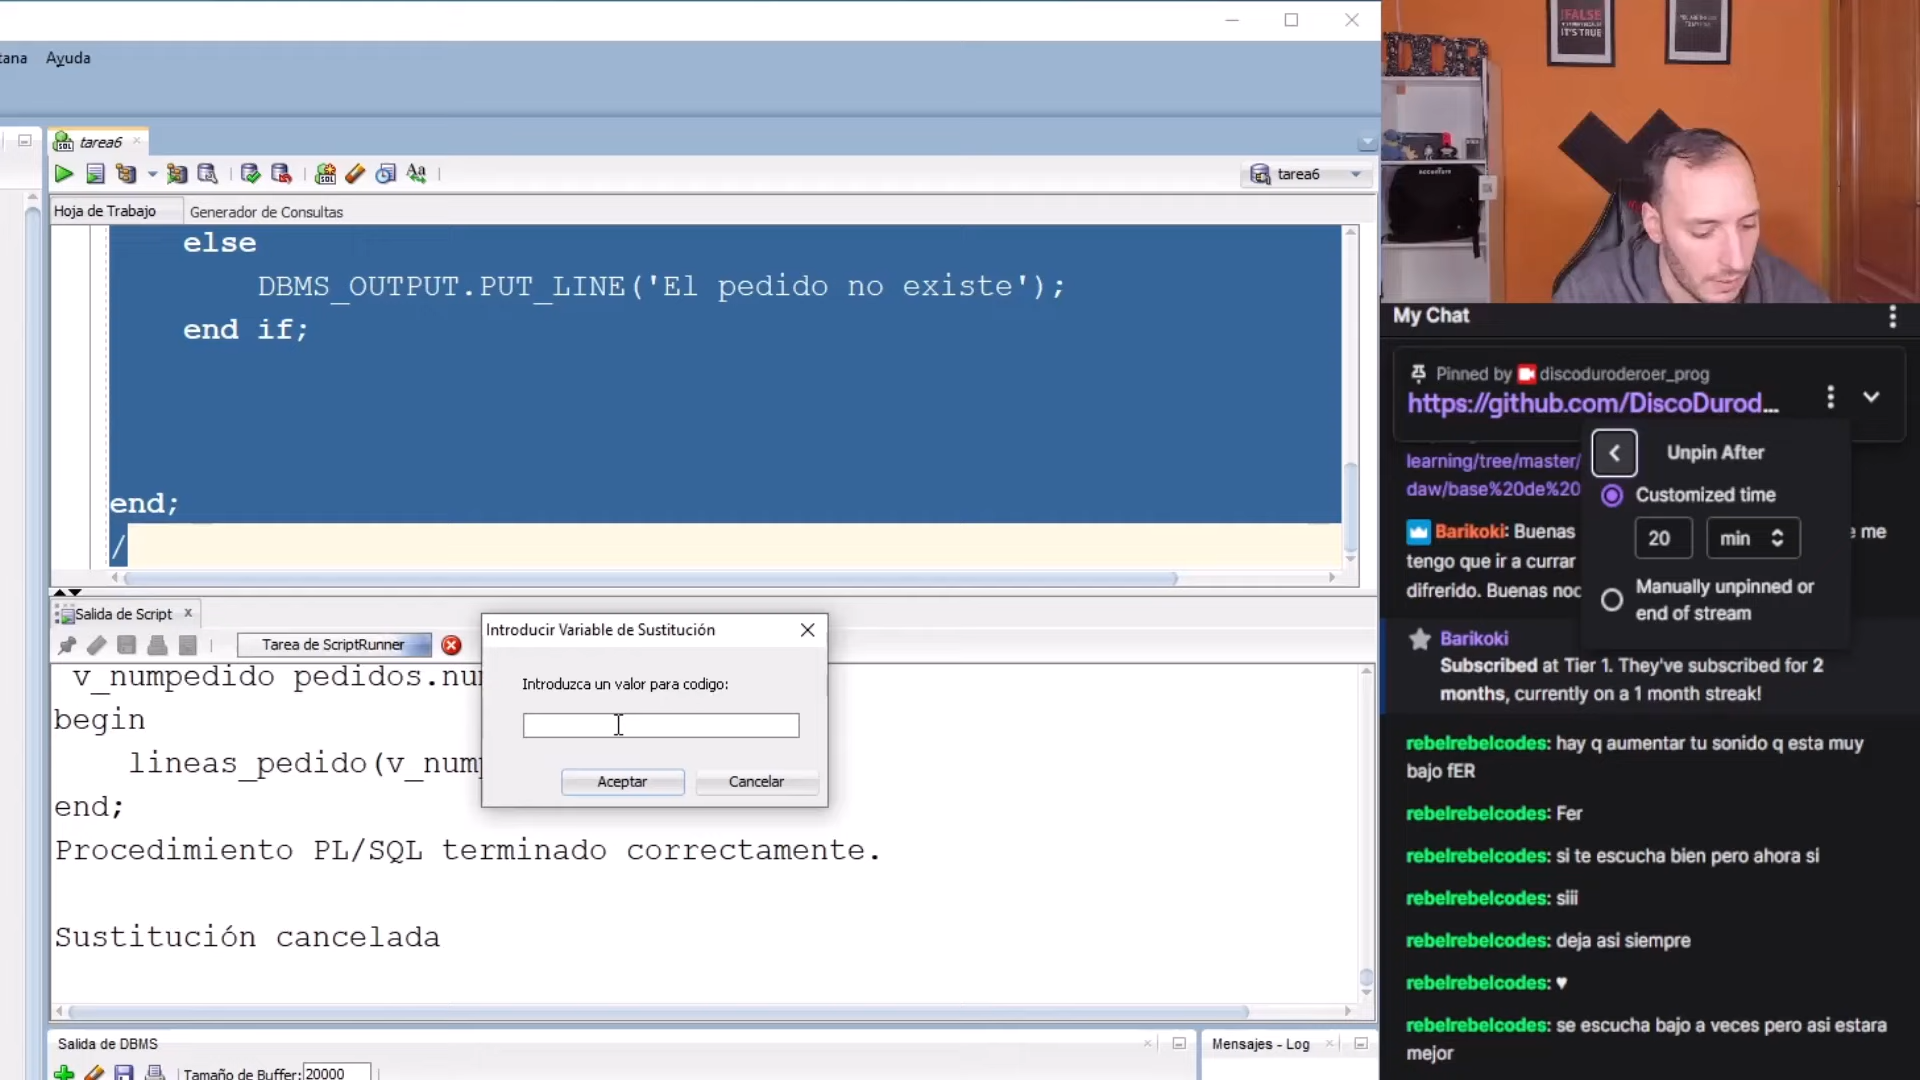 tana Ayuda
tarea6
tarea6
Hoja de Trabajo Generador de Consultas
else
DBMS_OUTPUT.PUT_LINE('El pedido no existe');
end if;
end;
/
Salida de Script
Tarea de ScriptRunner
v_numpedido pedidos.num
begin
lineas_pedido(v_num
end;
Procedimiento PL/SQL terminado correctamente.
Sustitución cancelada
Introducir Variable de Sustitución
Introduzca un valor para codigo:
Aceptar Cancelar
Salida de DBMS
Tamaño de Buffer: 20000
Mensajes - Log
FALSE
IT'S TRUE
accenture
My Chat
Pinned by discoduroderoer_prog
https://github.com/DiscoDurod...
learning/tree/master/
daw/base%20de%20
Barikoki: Buenas e me
tengo que ir a currar
difrerido. Buenas noc
Unpin After
Customized time
20 min
Manually unpinned or
end of stream
Barikoki
Subscribed at Tier 1. They've subscribed for 2
months, currently on a 1 month streak!
rebelrebelcodes: hay q aumentar tu sonido q esta muy
bajo fER
rebelrebelcodes: Fer
rebelrebelcodes: si te escucha bien pero ahora si
rebelrebelcodes: siii
rebelrebelcodes: deja asi siempre
rebelrebelcodes: ♥
rebelrebelcodes: se escucha bajo a veces pero asi estara
mejor